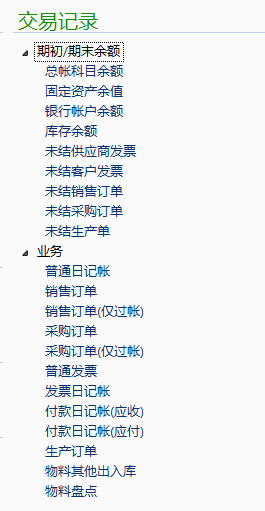 交易记录
期初/期末余额
总帐科目余额
固定资产余值
银行帐户余额
库存余额
未结供应商发票
未结客户发票
未结销售订单
未结采购订单
未结生产单
业务
普通日记帐
销售订单
销售订单(仅过帐)
采购订单
采购订单(仅过帐)
普通发票
发票日记帐
付款日记帐(应收)
付款日记帐(应付)
生产订单
物料其他出入库
物料盘点